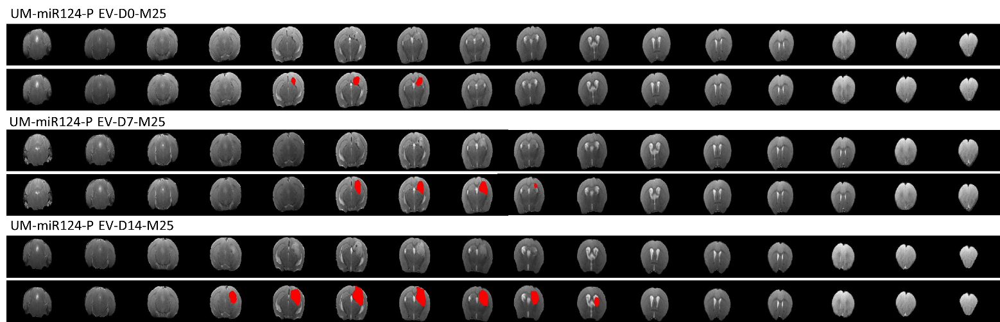 UM-miR124-P EV-D0-M25
UM-miR124-P EV-D7-M25
UM-miR124-P EV-D14-M25